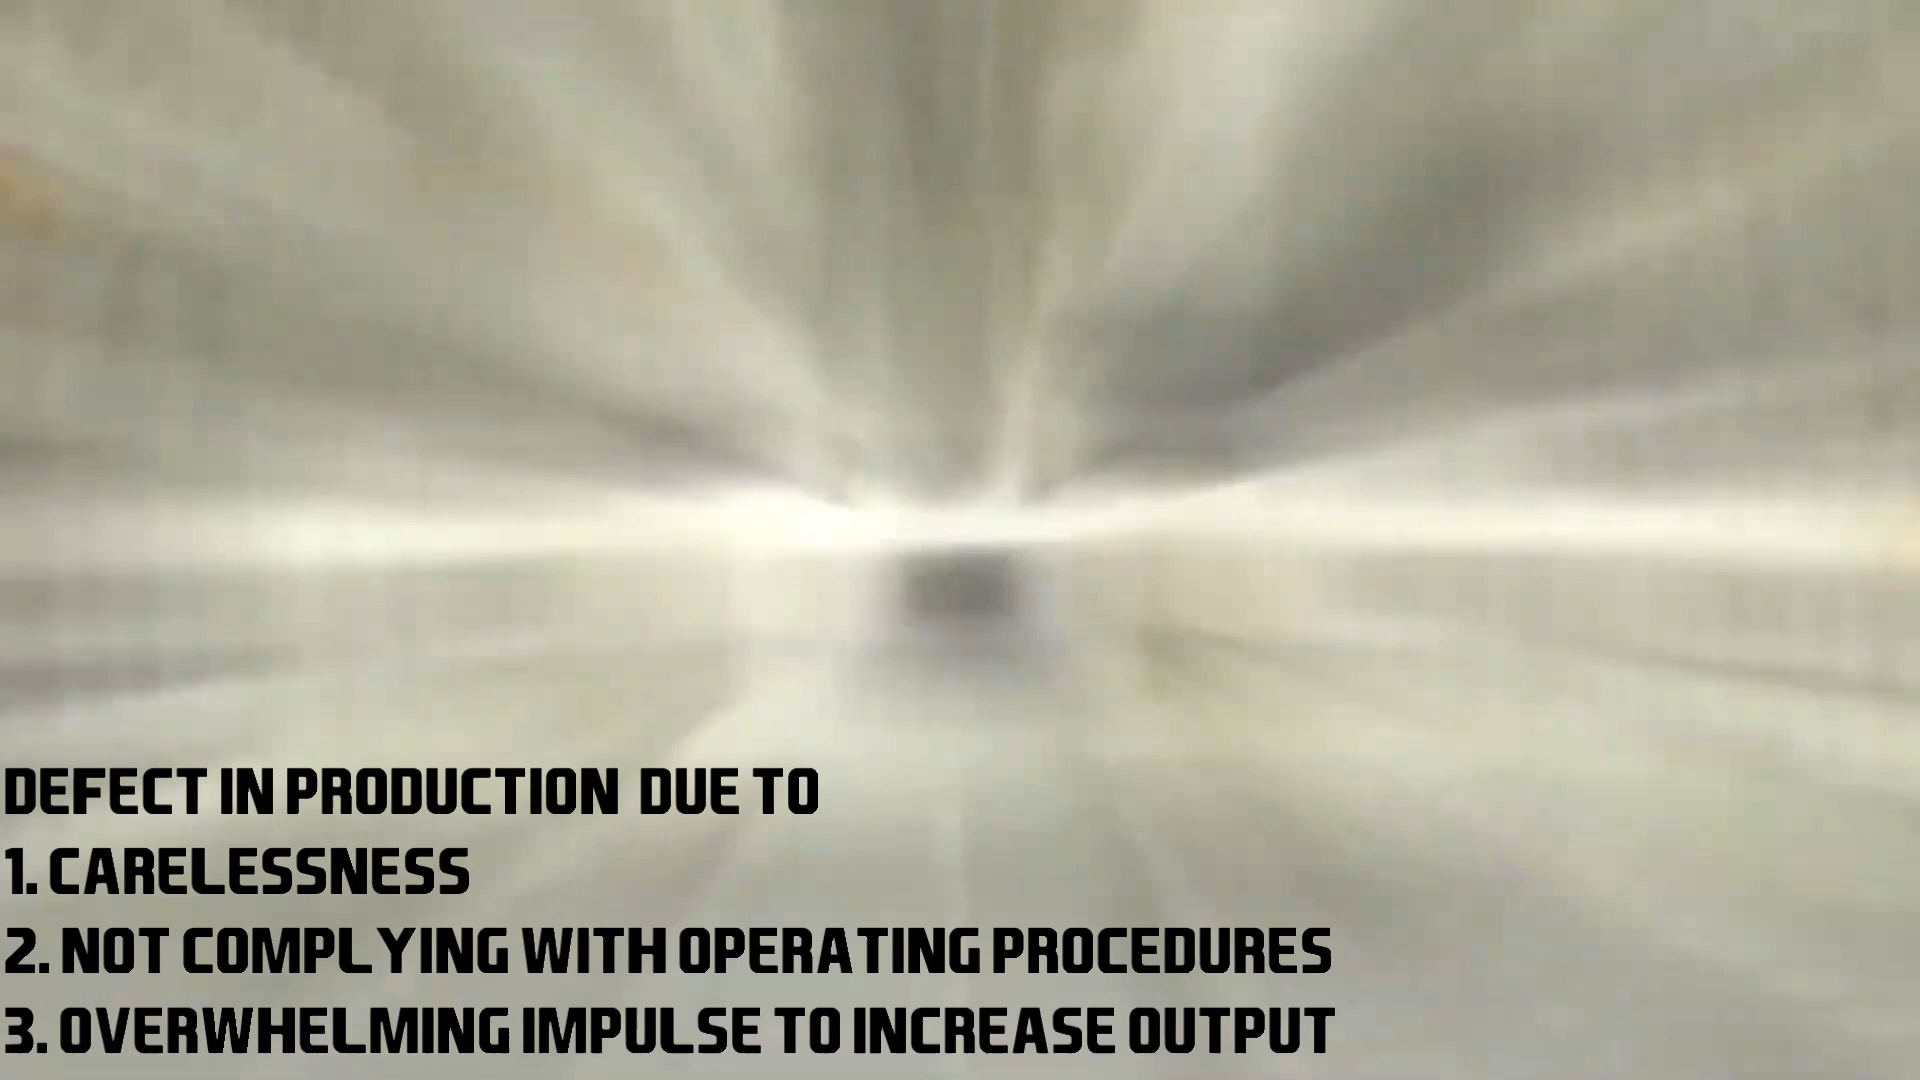 DEFECT IN PRODUCTION DUE TO
1. CARELESSNESS
2. NOT COMPLYING WITH OPERATING PROCEDURES
3. OVERWHELMING IMPULSE TO INCREASE OUTPUT